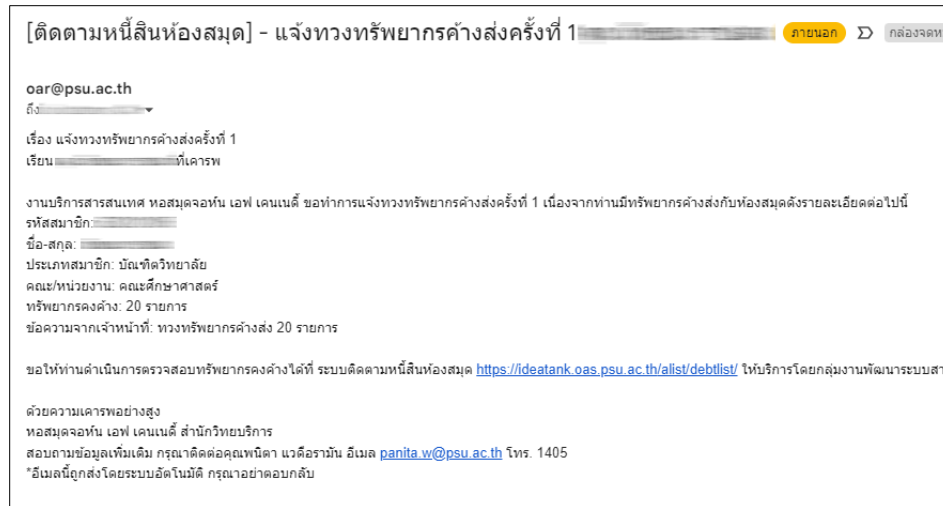 [ติดตามหนี้สินห้องสมุด] - แจ้งทวงทรัพยากรค้างส่งครั้งที่ 1 ภายนอก กล่องจดห
oar@psu.ac.th
ถึง
เรื่อง แจ้งทวงทรัพยากรค้างส่งครั้งที่ 1
เรียน ที่เคารพ
งานบริการสารสนเทศ หอสมุดจอห์น เอฟ เคนเนดี้ ขอทำการแจ้งทวงทรัพยากรค้างส่งครั้งที่ 1 เนื่องจากท่านมีทรัพยากรค้างส่งกับห้องสมุดดังรายละเอียดต่อไปนี้
รหัสสมาชิก:
ชื่อ-สกุล:
ประเภทสมาชิก: บัณฑิตวิทยาลัย
คณะ/หน่วยงาน: คณะศึกษาศาสตร์
ทรัพยากรคงค้าง: 20 รายการ
ข้อความจากเจ้าหน้าที่: ทวงทรัพยากรค้างส่ง 20 รายการ
ขอให้ท่านดำเนินการตรวจสอบทรัพยากรคงค้างได้ที่ ระบบติดตามหนี้สินห้องสมุด https://ideatank.oas.psu.ac.th/alist/debtlist/ ให้บริการโดยกลุ่มงานพัฒนาระบบสา
ด้วยความเคารพอย่างสูง
หอสมุดจอห์น เอฟ เคนเนดี้ สำนักวิทยบริการ
สอบถามข้อมูลเพิ่มเติม กรุณาติดต่อคุณพนิตา แวดือรามัน อีเมล panita.w@psu.ac.th โทร. 1405
*อีเมลนี้ถูกส่งโดยระบบอัตโนมัติ กรุณาอย่าตอบกลับ